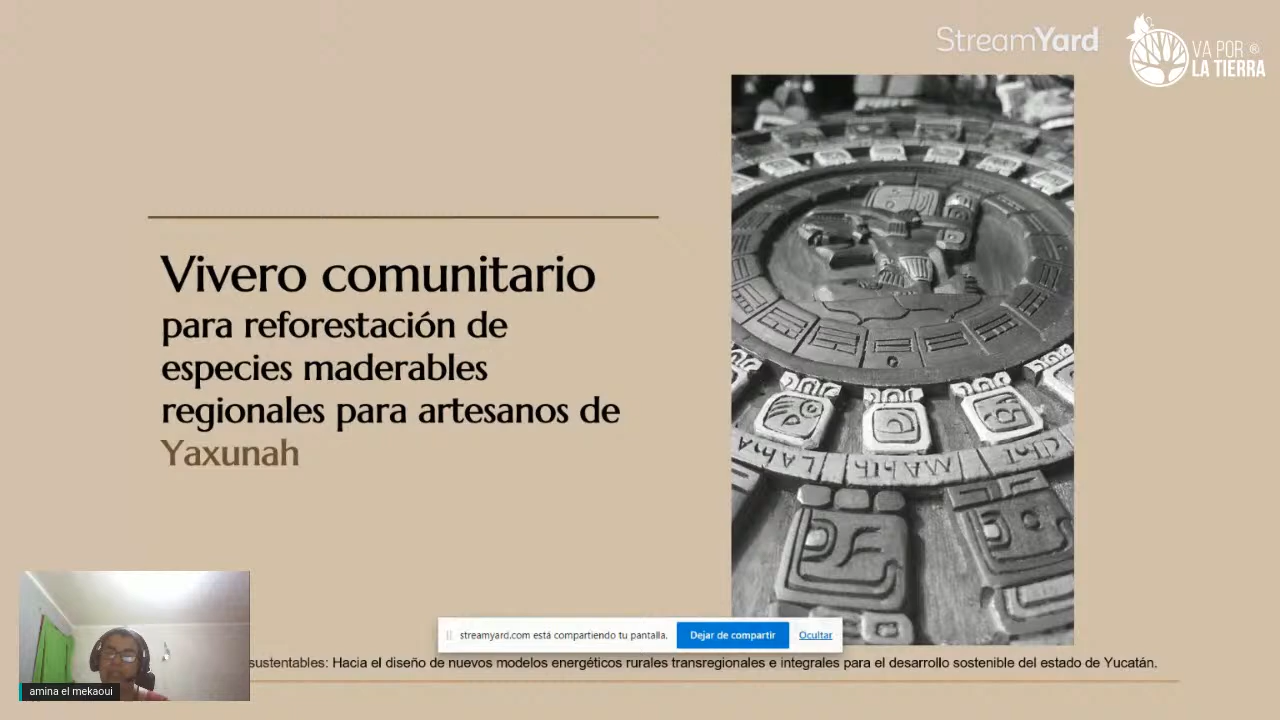 StreamYard
VA POR ®
LA TIERRA
Vivero comunitario
para reforestación de
especies maderables
regionales para artesanos de
Yaxunah
streamyard.com está compartiendo tu pantalla.
Dejar de compartir
Ocultar
sustentables: Hacia el diseño de nuevos modelos energéticos rurales transregionales e integrales para el desarrollo sostenible del estado de Yucatán.
amina el mekaoui